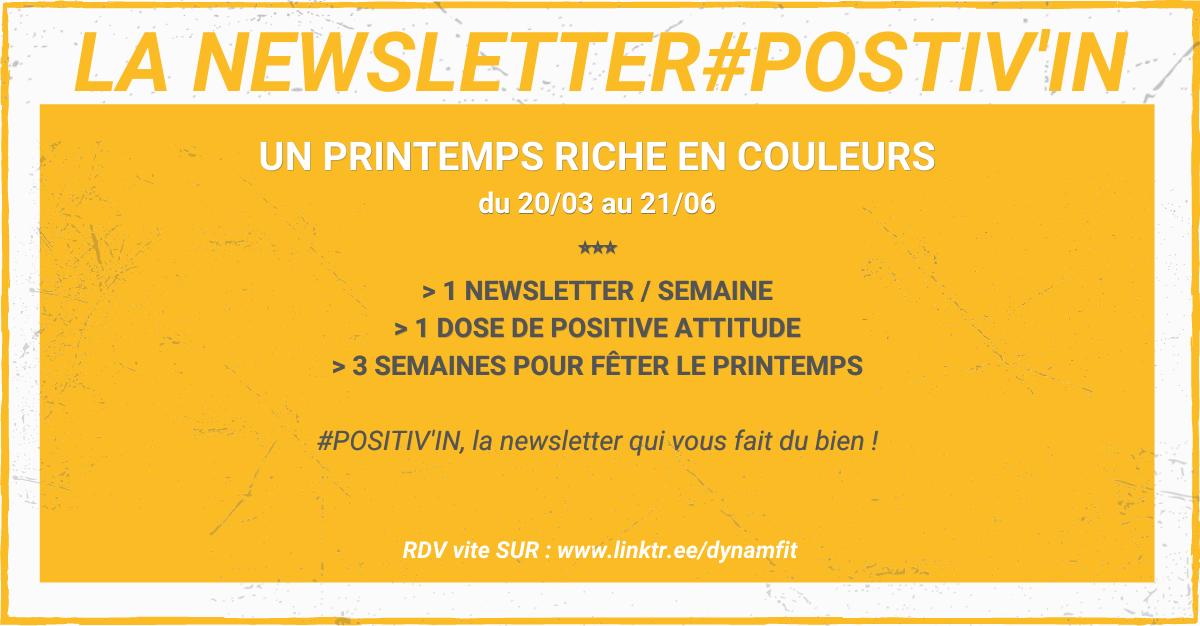 LA NEWSLETTER#POSTIV'IN
UN PRINTEMPS RICHE EN COULEURS
du 20/03 au 21/06
★★★
> 1 NEWSLETTER / SEMAINE
> 1 DOSE DE POSITIVE ATTITUDE
> 3 SEMAINES POUR FÊTER LE PRINTEMPS
#POSITIV'IN, la newsletter qui vous fait du bien !
RDV vite SUR : www.linktr.ee/dynamfit